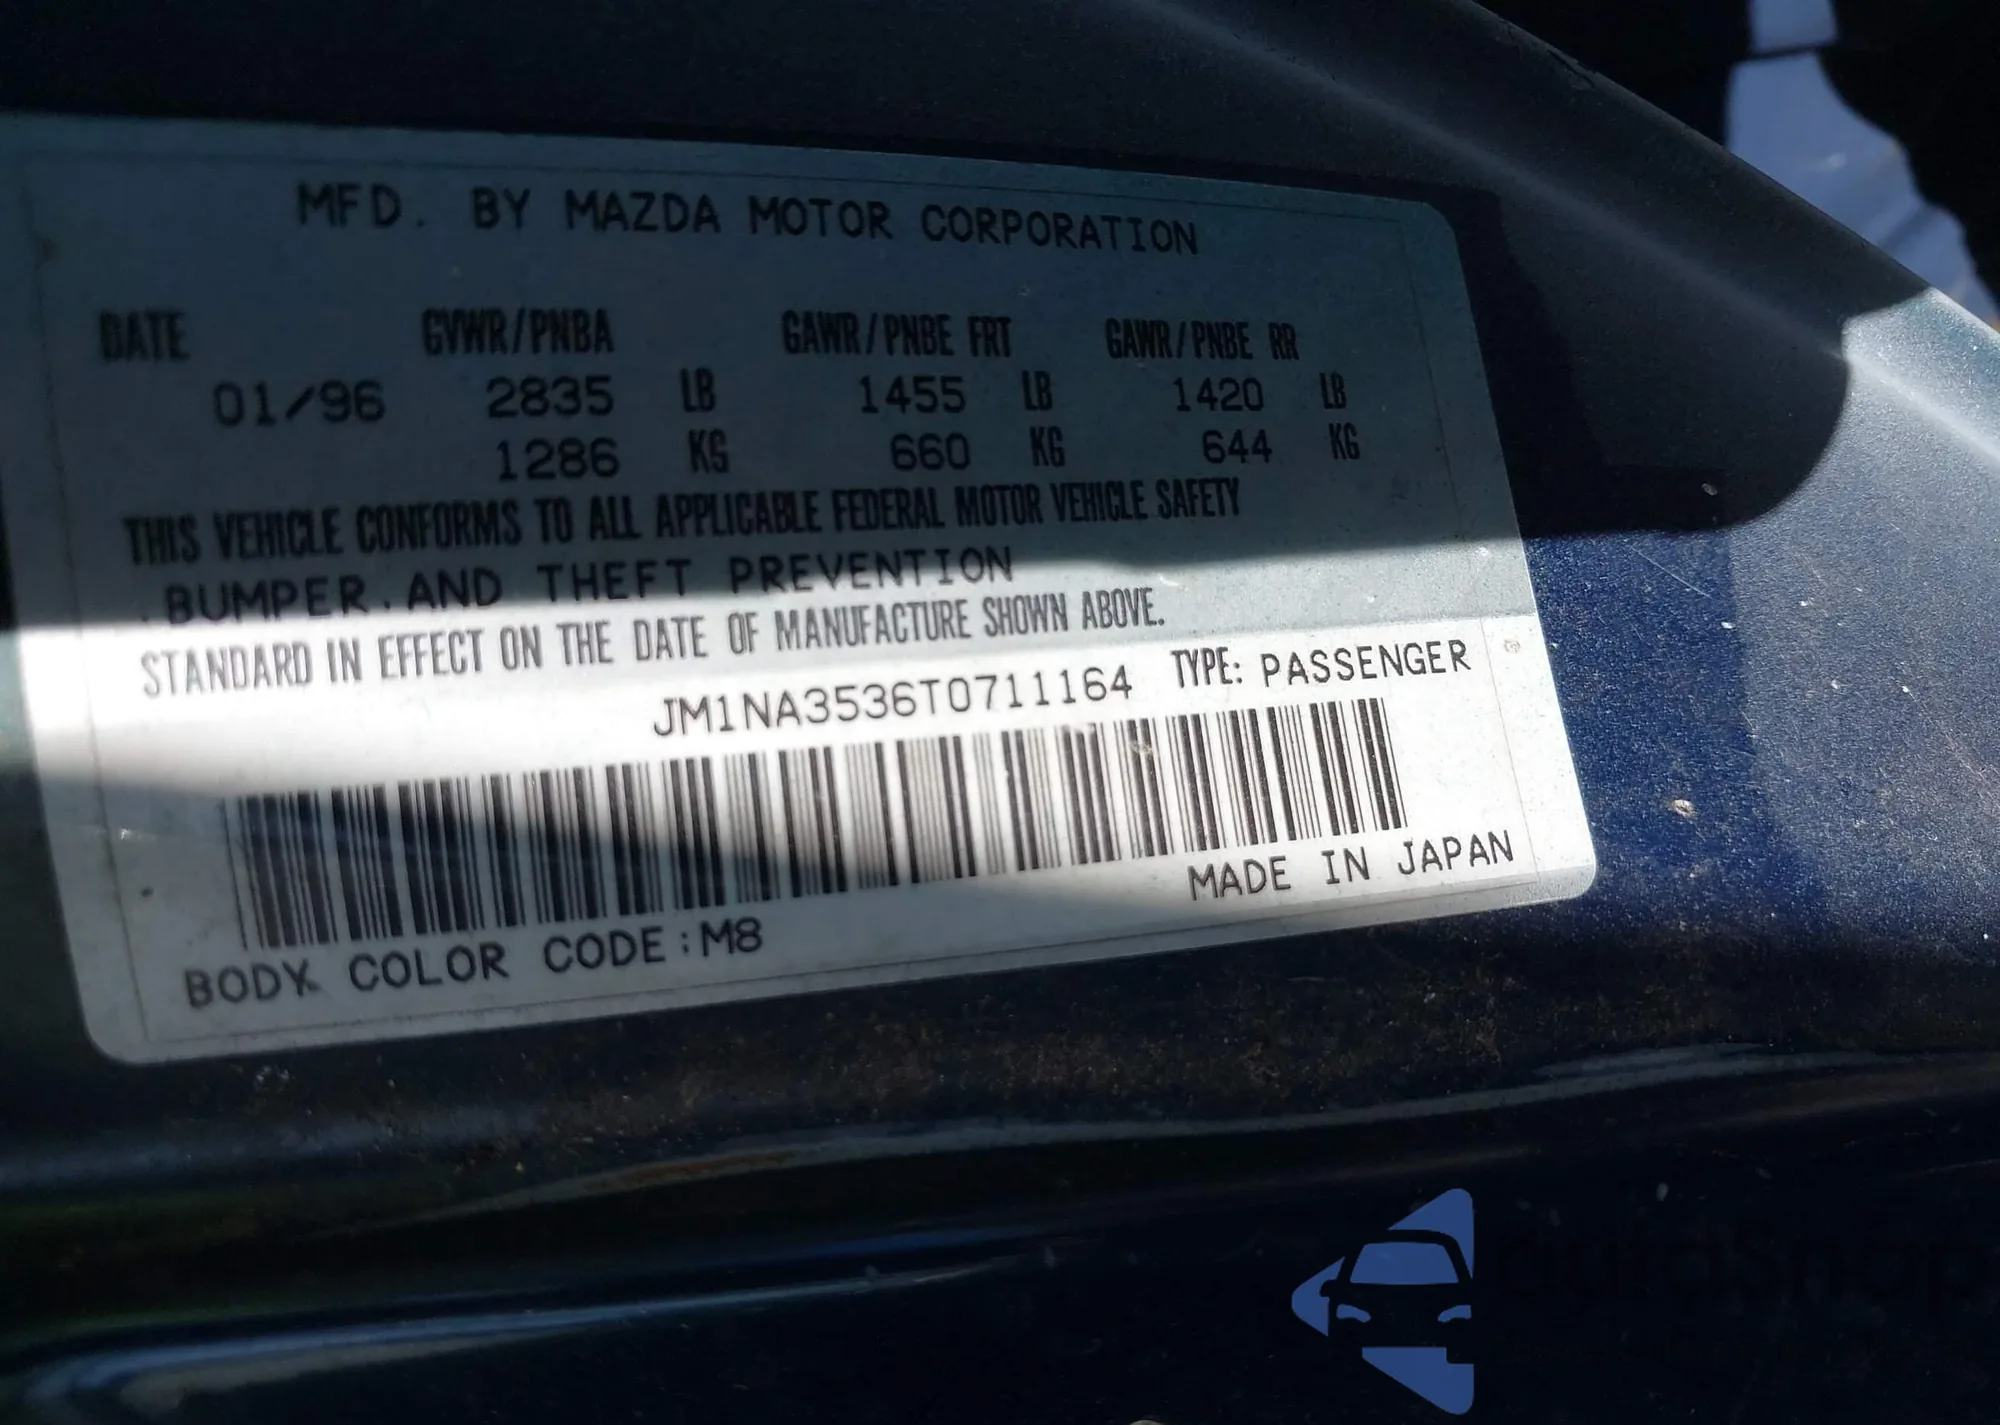 MFD. BY MAZDA MOTOR CORPORATION
DATE GVWR/PNBA GAWR/PNBE FRT GAWR/PNBE RR
01/96 2835 LB 1455 LB 1420 LB
1286 KG 660 KG 644 KG
THIS VEHICLE CONFORMS TO ALL APPLICABLE FEDERAL MOTOR VEHICLE SAFETY
BUMPER.AND THEFT PREVENTION
STANDARD IN EFFECT ON THE DATE OF MANUFACTURE SHOWN ABOVE.
JM1NA3536T0711164 TYPE: PASSENGER
MADE IN JAPAN
BODY COLOR CODE:M8